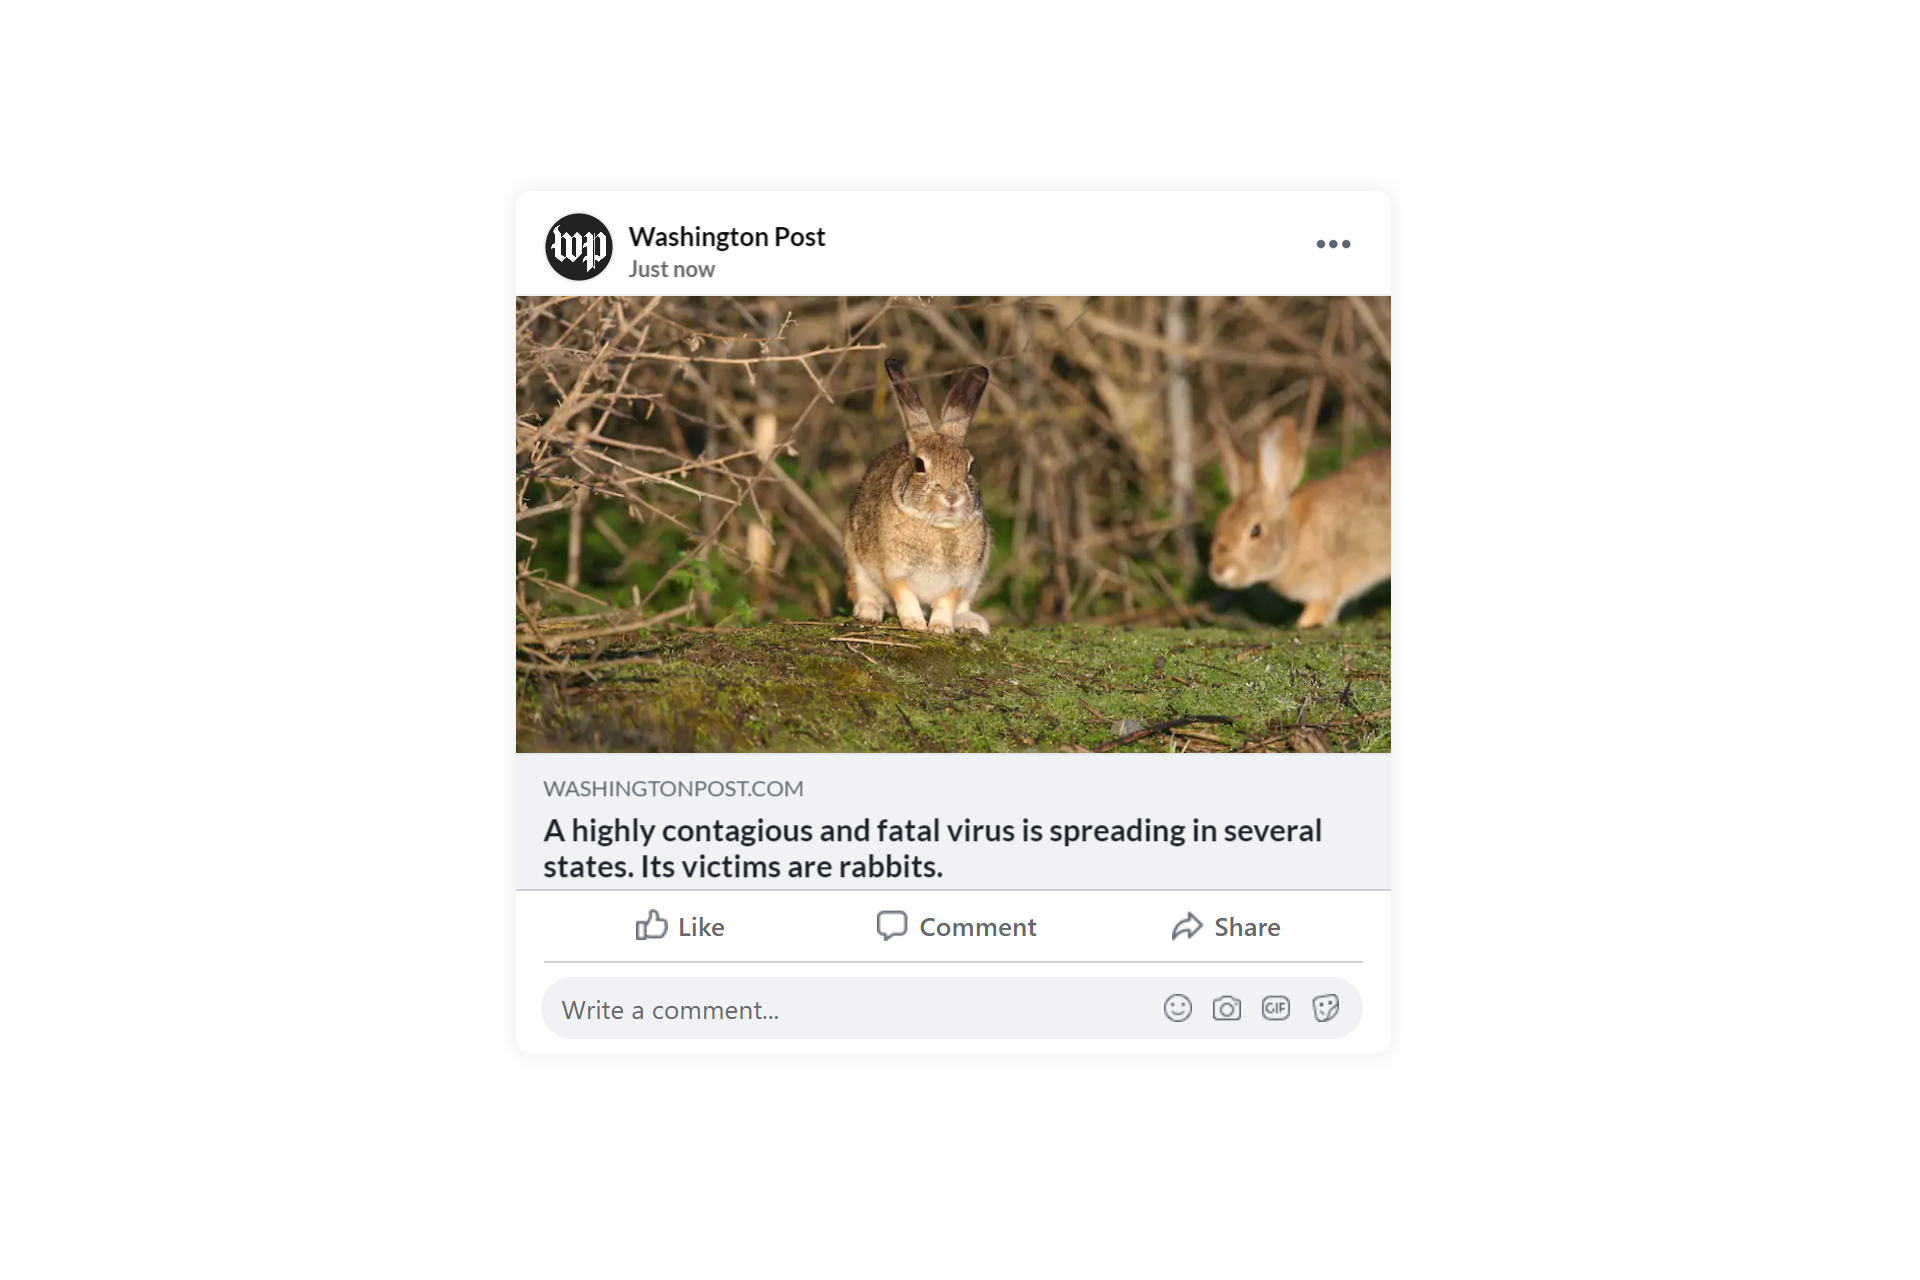 wp
Washington Post
Just now
WASHINGTONPOST.COM
A highly contagious and fatal virus is spreading in several
states. Its victims are rabbits.
Like
Comment
Share
Write a comment...
GIF